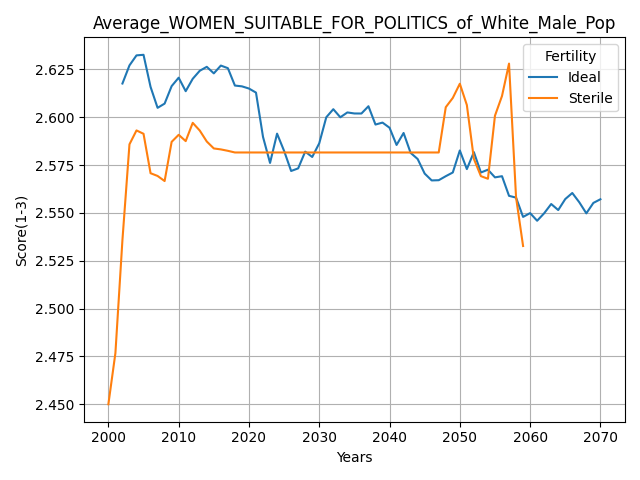 Average_WOMEN_SUITABLE_FOR_POLITICS_of_White_Male_Pop
Fertility
Ideal
Sterile
Score(1-3)
2.625
2.600
2.575
2.550
2.525
2.500
2.475
2.450
2000 2010 2020 2030 2040 2050 2060 2070
Years